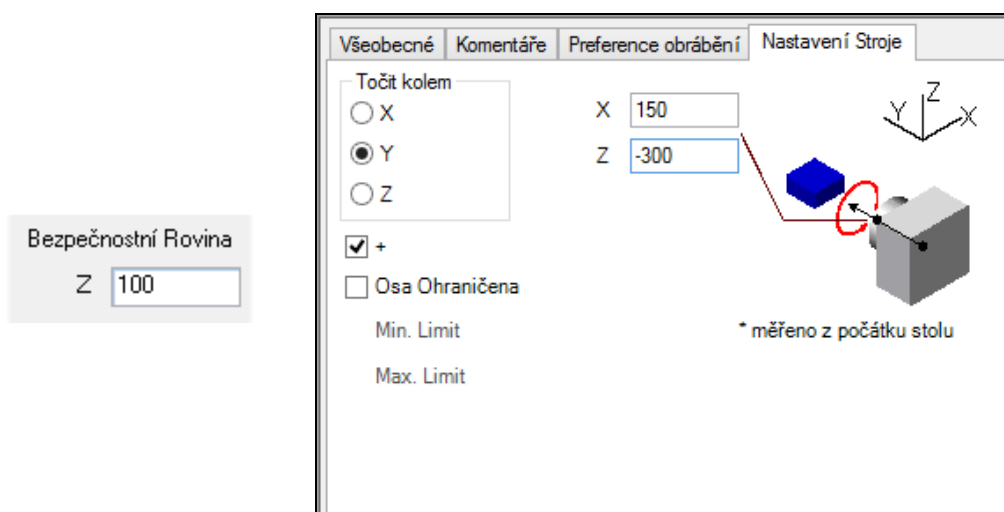 Bezpečnostní Rovina
Z 100
Všeobecné Komentáře Preference obrábění Nastavení Stroje
Točit kolem
X
Y
Z
+
Osa Ohraničena
Min. Limit
Max. Limit
X 150
Z -300
Y Z X
* měřeno z počátku stolu